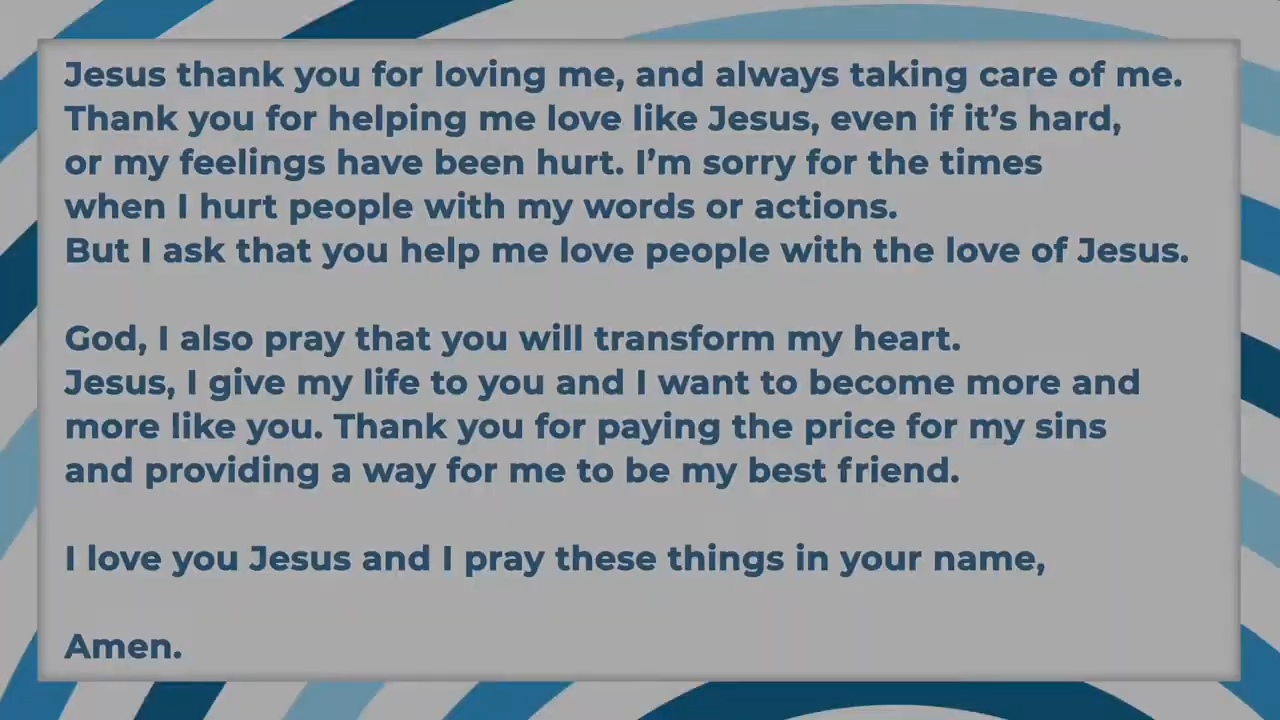 Jesus thank you for loving me, and always taking care of me.
Thank you for helping me love like Jesus, even if it’s hard,
or my feelings have been hurt. I’m sorry for the times
when I hurt people with my words or actions.
But I ask that you help me love people with the love of Jesus.
God, I also pray that you will transform my heart.
Jesus, I give my life to you and I want to become more and
more like you. Thank you for paying the price for my sins
and providing a way for me to be my best friend.
I love you Jesus and I pray these things in your name,
Amen.